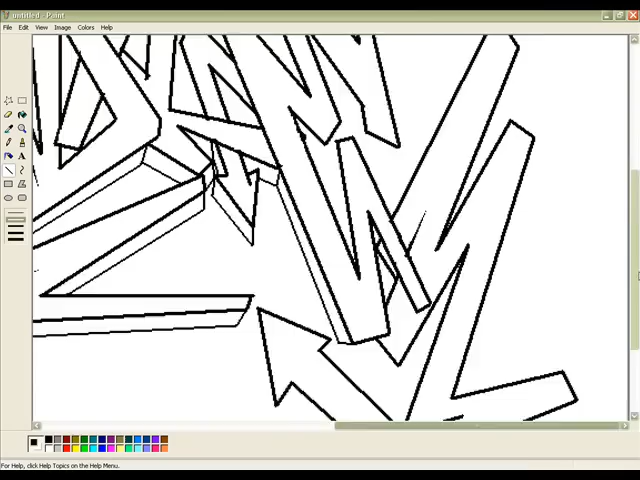 untitled - Paint
File Edit View Image Colors Help
A
For Help, click Help Topics on the Help Menu.